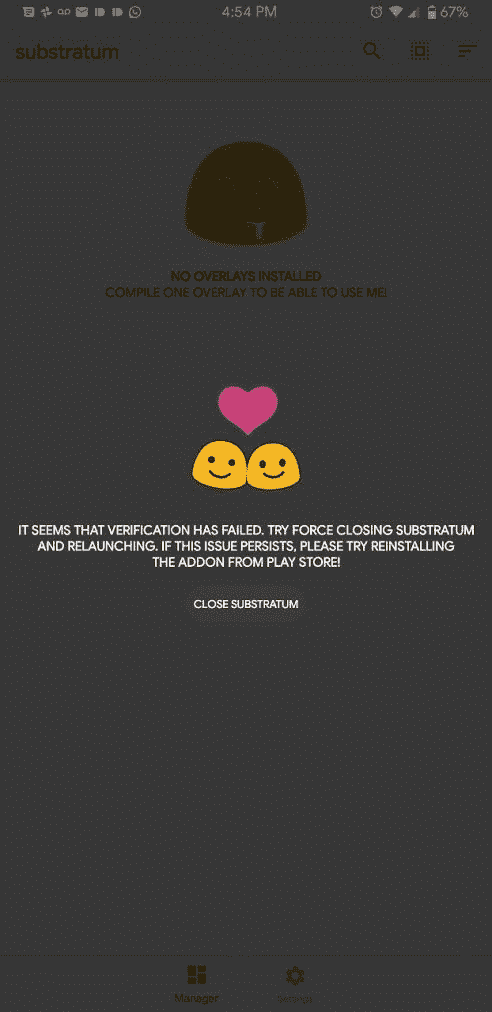 4:54 PM
67%
substratum
NO OVERLAYS INSTALLED
COMPILE ONE OVERLAY TO BE ABLE TO USE ME!
IT SEEMS THAT VERIFICATION HAS FAILED. TRY FORCE CLOSING SUBSTRATUM
AND RELAUNCHING. IF THIS ISSUE PERSISTS, PLEASE TRY REINSTALLING
THE ADDON FROM PLAY STORE!
CLOSE SUBSTRATUM
Manager
Settings